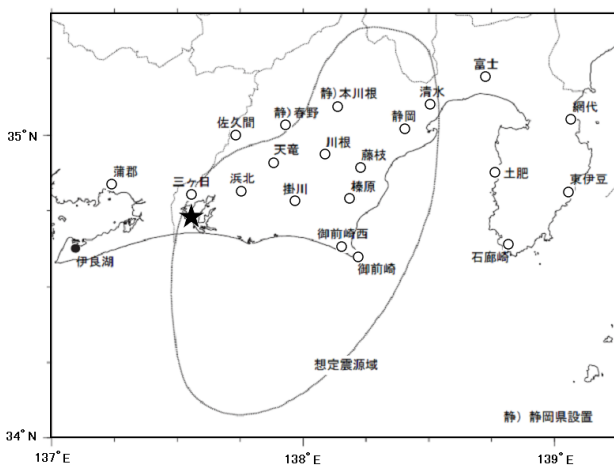 富士
清水
静）本川根
網代
静）春野
静岡
35˚N
佐久間
川根
天竜
藤枝
土肥
蒲郡
三ヶ日
浜北
東伊豆
掛川
榛原
御前崎西
伊良湖
石廊崎
御前崎
想定震源域
静）静岡県設置
34˚N
137˚E
138˚E
139˚E